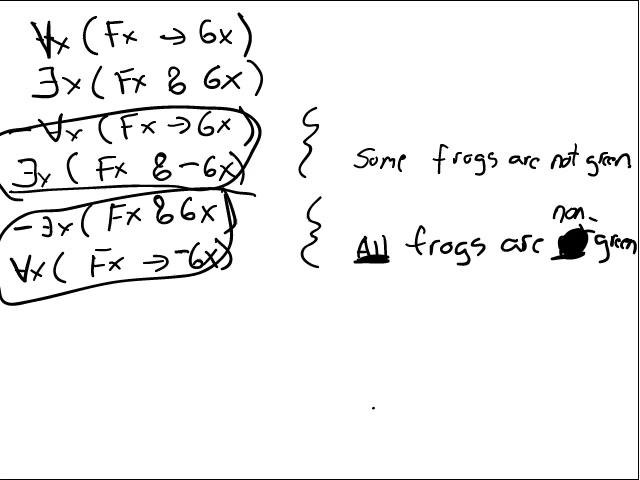 ∀x (Fx → Gx)
∃x (Fx & Gx)
-∀x (Fx → Gx)
∃x (Fx & -Gx)
Some frogs are not green
-∃x (Fx & Gx)
∀x (Fx → -Gx)
non-
All frogs are green